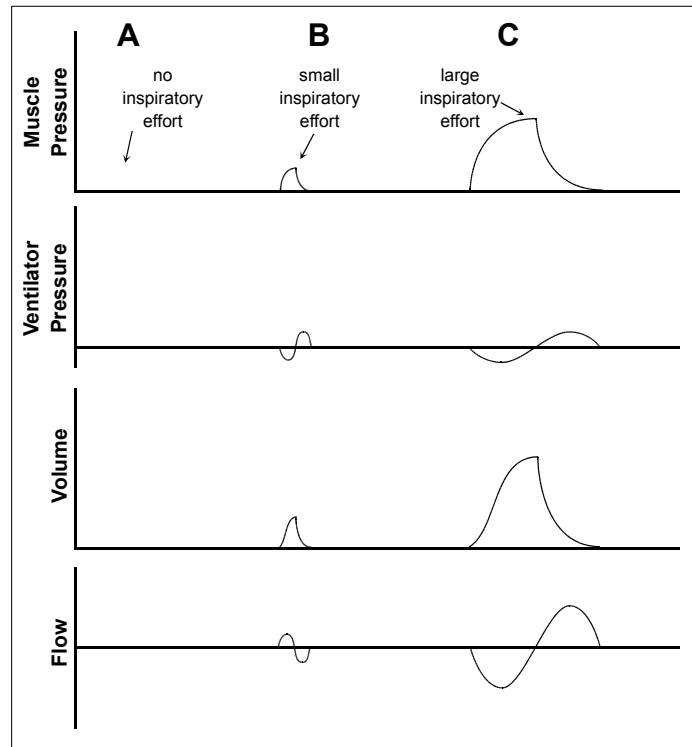 A
B
C
no
inspiratory
effort
small
inspiratory
effort
large
inspiratory
effort
Muscle
Pressure
Ventilator
Pressure
Volume
Flow